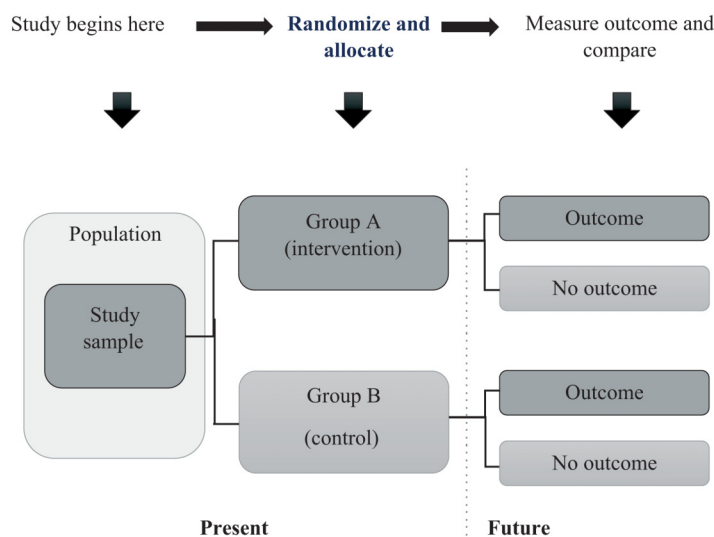 Study begins here
Randomize and
allocate
Measure outcome and
compare
Population
Study
sample
Group A
(intervention)
Group B
(control)
Outcome
No outcome
Outcome
No outcome
Present
Future